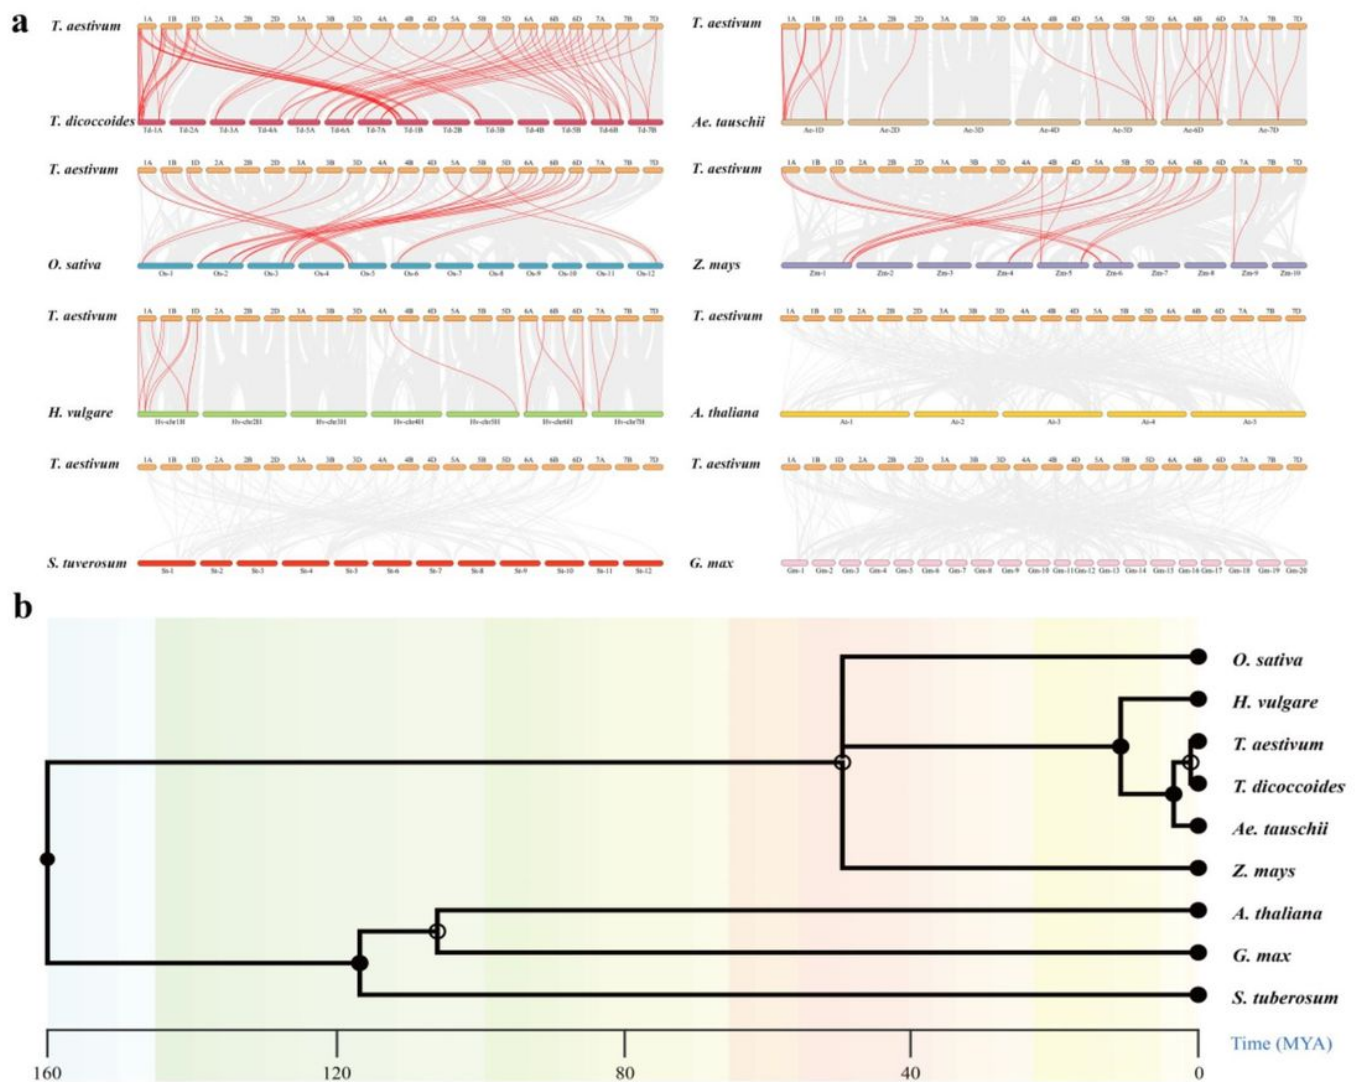 a
T. aestivum 1A 1B 1D 2A 2B 2D 3A 3B 3D 4A 4B 4D 5A 5B 5D 6A 6B 6D 7A 7B 7D
T. dicoccoides Td-1A Td-2A Td-3A Td-4A Td-5A Td-6A Td-7A Td-1B Td-2B Td-3B Td-4B Td-5B Td-6B Td-7B
T. aestivum 1A 1B 1D 2A 2B 2D 3A 3B 3D 4A 4B 4D 5A 5B 5D 6A 6B 6D 7A 7B 7D
Ae. tauschii Ae-1D Ae-2D Ae-3D Ae-4D Ae-5D Ae-6D Ae-7D
T. aestivum 1A 1B 1D 2A 2B 2D 3A 3B 3D 4A 4B 4D 5A 5B 5D 6A 6B 6D 7A 7B 7D
O. sativa Os-1 Os-2 Os-3 Os-4 Os-5 Os-6 Os-7 Os-8 Os-9 Os-10 Os-11 Os-12
T. aestivum 1A 1B 1D 2A 2B 2D 3A 3B 3D 4A 4B 4D 5A 5B 5D 6A 6B 6D 7A 7B 7D
Z. mays Zm-1 Zm-2 Zm-3 Zm-4 Zm-5 Zm-6 Zm-7 Zm-8 Zm-9 Zm-10
T. aestivum 1A 1B 1D 2A 2B 2D 3A 3B 3D 4A 4B 4D 5A 5B 5D 6A 6B 6D 7A 7B 7D
H. vulgare Hv-chr1H Hv-chr2H Hv-chr3H Hv-chr4H Hv-chr5H Hv-chr6H Hv-chr7H
T. aestivum 1A 1B 1D 2A 2B 2D 3A 3B 3D 4A 4B 4D 5A 5B 5D 6A 6B 6D 7A 7B 7D
A. thaliana At-1 At-2 At-3 At-4 At-5
T. aestivum 1A 1B 1D 2A 2B 2D 3A 3B 3D 4A 4B 4D 5A 5B 5D 6A 6B 6D 7A 7B 7D
S. tuverosum St-1 St-2 St-3 St-4 St-5 St-6 St-7 St-8 St-9 St-10 St-11 St-12
T. aestivum 1A 1B 1D 2A 2B 2D 3A 3B 3D 4A 4B 4D 5A 5B 5D 6A 6B 6D 7A 7B 7D
G. max Gm-1 Gm-2 Gm-3 Gm-4 Gm-5 Gm-6 Gm-7 Gm-8 Gm-9 Gm-10 Gm-11 Gm-12 Gm-13 Gm-14 Gm-15 Gm-16 Gm-17 Gm-18 Gm-19 Gm-20
b
O. sativa
H. vulgare
T. aestivum
T. dicoccoides
Ae. tauschii
Z. mays
A. thaliana
G. max
S. tuberosum
Time (MYA)
160 120 80 40 0